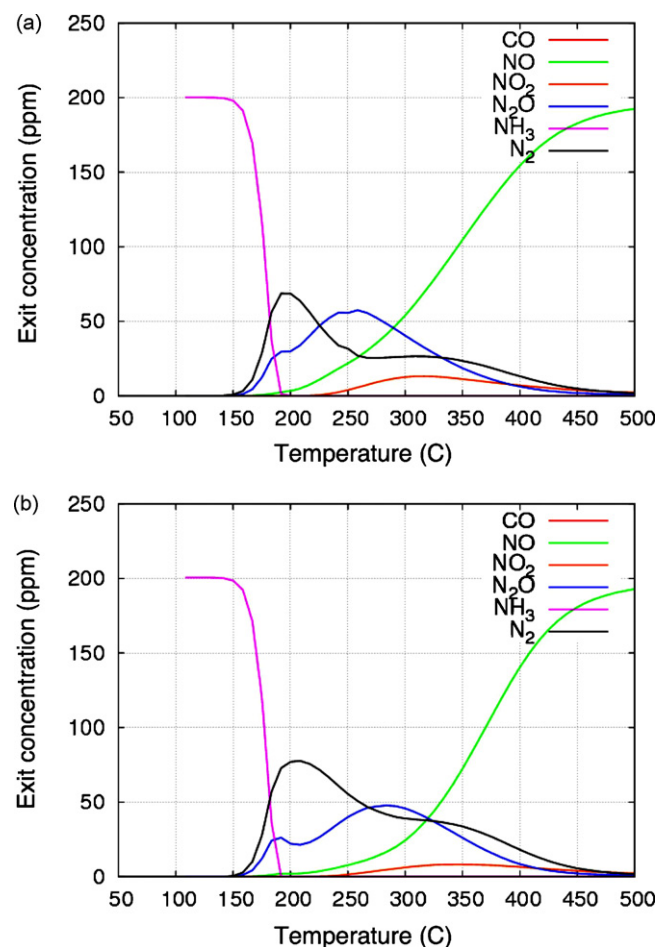 (a)
250
200
150
100
50
0
Exit concentration (ppm)
CO
NO
NO₂
N₂O
NH₃
N₂
50 100 150 200 250 300 350 400 450 500
Temperature (C)
(b)
250
200
150
100
50
0
Exit concentration (ppm)
CO
NO
NO₂
N₂O
NH₃
N₂
50 100 150 200 250 300 350 400 450 500
Temperature (C)